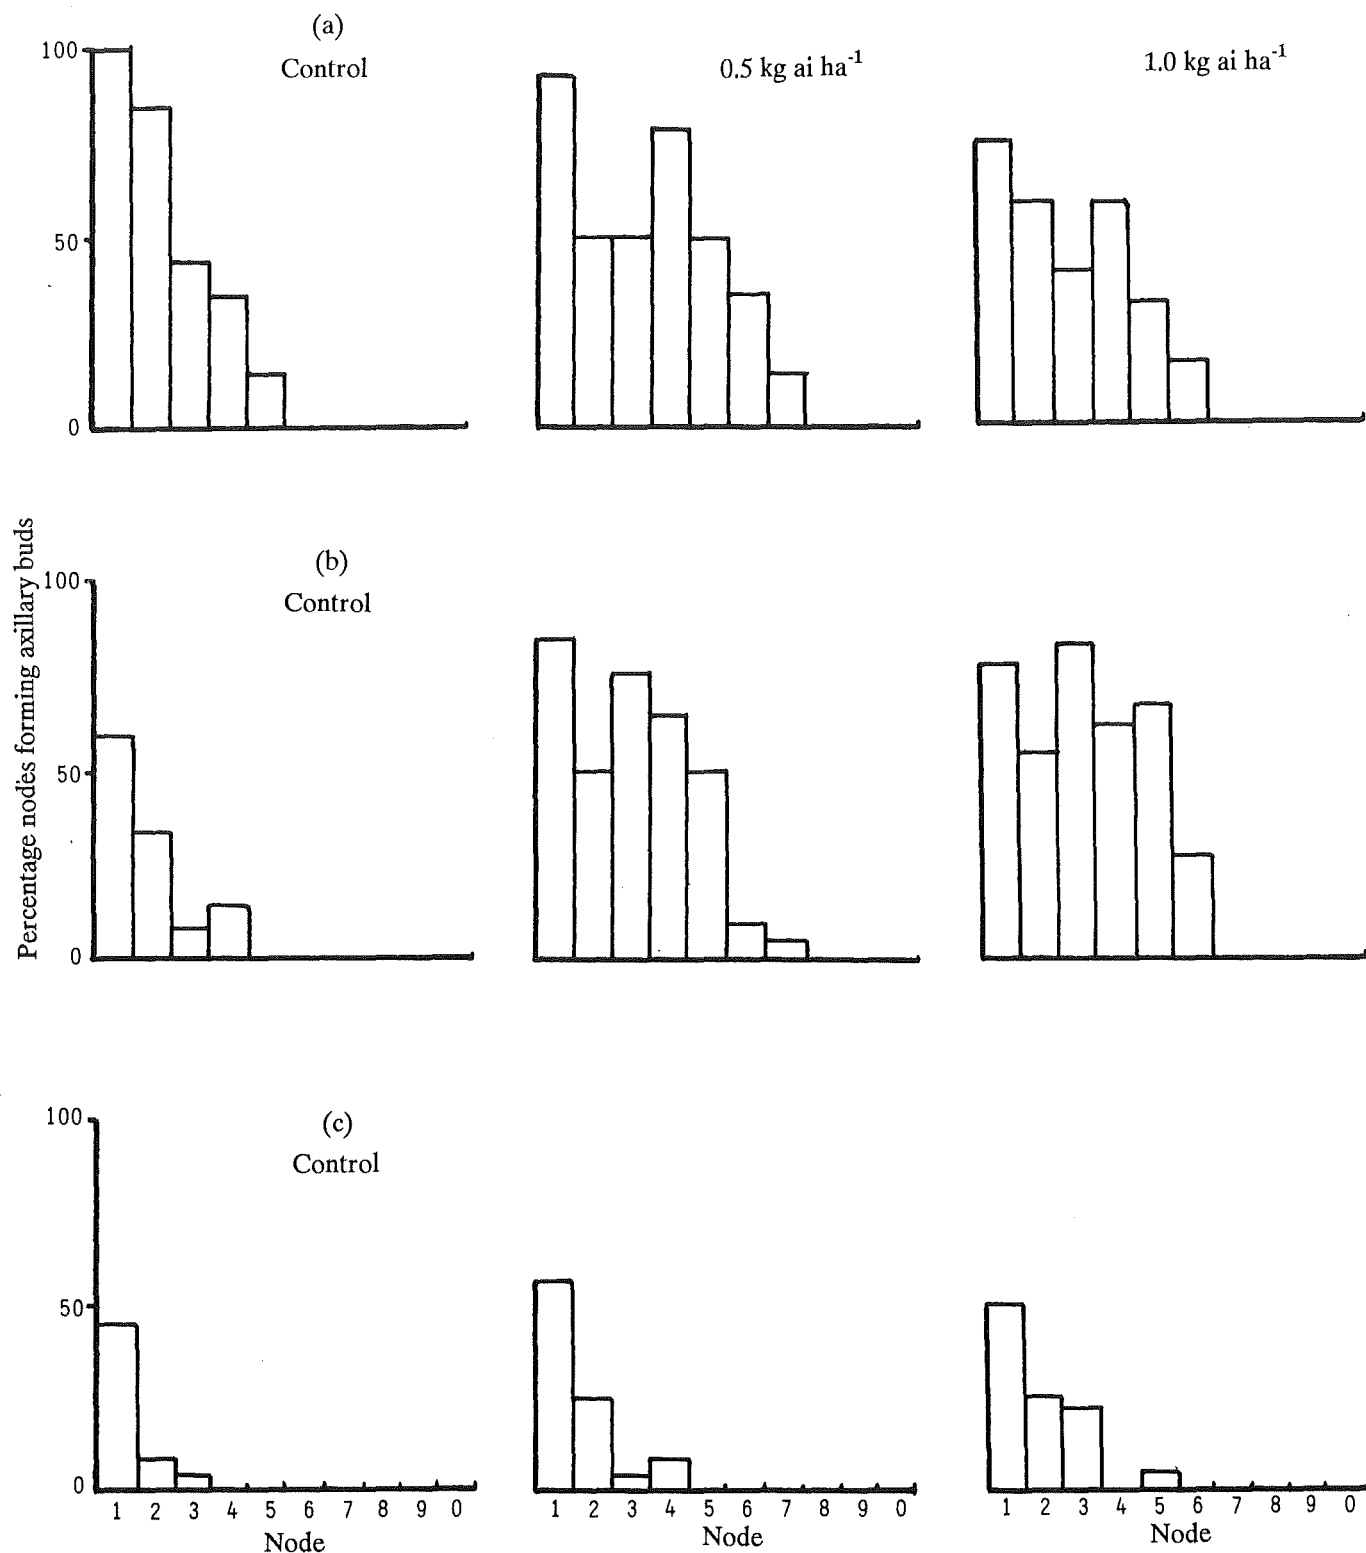 (a)
Control
0.5 kg ai ha-1
1.0 kg ai ha-1
100
50
0
Percentage nodes forming axillary buds
(b)
Control
100
50
0
(c)
Control
100
50
0
1 2 3 4 5 6 7 8 9 0
Node
1 2 3 4 5 6 7 8 9 0
Node
1 2 3 4 5 6 7 8 9 0
Node